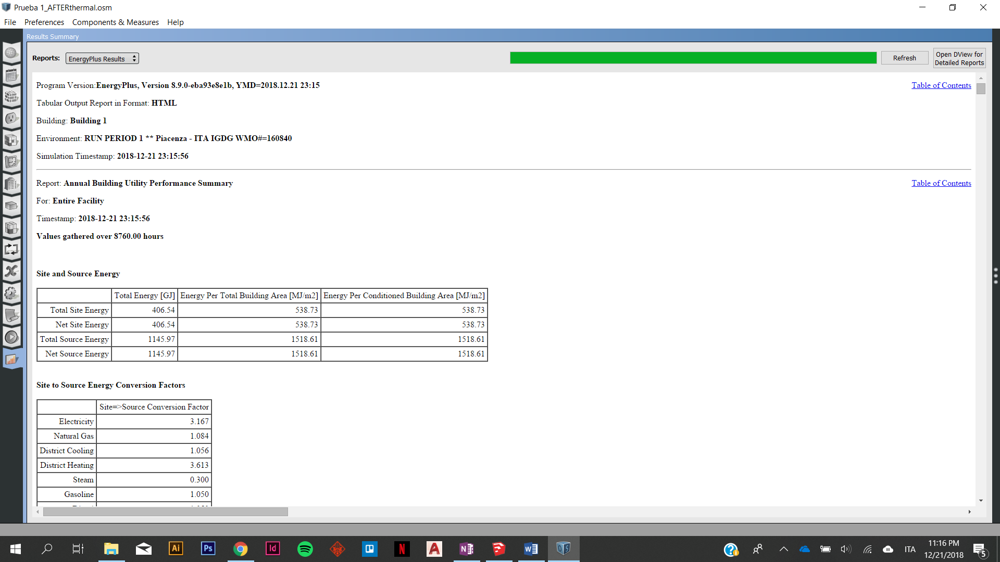 Prueba 1_AFTERthermal.osm
File Preferences Components & Measures Help
Results Summary
Reports: EnergyPlus Results Refresh Open DView for
Detailed Reports
Program Version:EnergyPlus, Version 8.9.0-eba93e8e1b, YMD=2018.12.21 23:15 Table of Contents
Tabular Output Report in Format: HTML
Building: Building 1
Environment: RUN PERIOD 1 ** Piacenza - ITA IGDG WMO#=160840
Simulation Timestamp: 2018-12-21 23:15:56
Report: Annual Building Utility Performance Summary Table of Contents
For: Entire Facility
Timestamp: 2018-12-21 23:15:56
Values gathered over 8760.00 hours
Site and Source Energy
Total Energy [GJ] Energy Per Total Building Area [MJ/m2] Energy Per Conditioned Building Area [MJ/m2]
Total Site Energy 406.54 538.73 538.73
Net Site Energy 406.54 538.73 538.73
Total Source Energy 1145.97 1518.61 1518.61
Net Source Energy 1145.97 1518.61 1518.61
Site to Source Energy Conversion Factors
Site=>Source Conversion Factor
Electricity 3.167
Natural Gas 1.084
District Cooling 1.056
District Heating 3.613
Steam 0.300
Gasoline 1.050
Ai Ps Id N A N W OS ITA 11:16 PM
12/21/2018 5